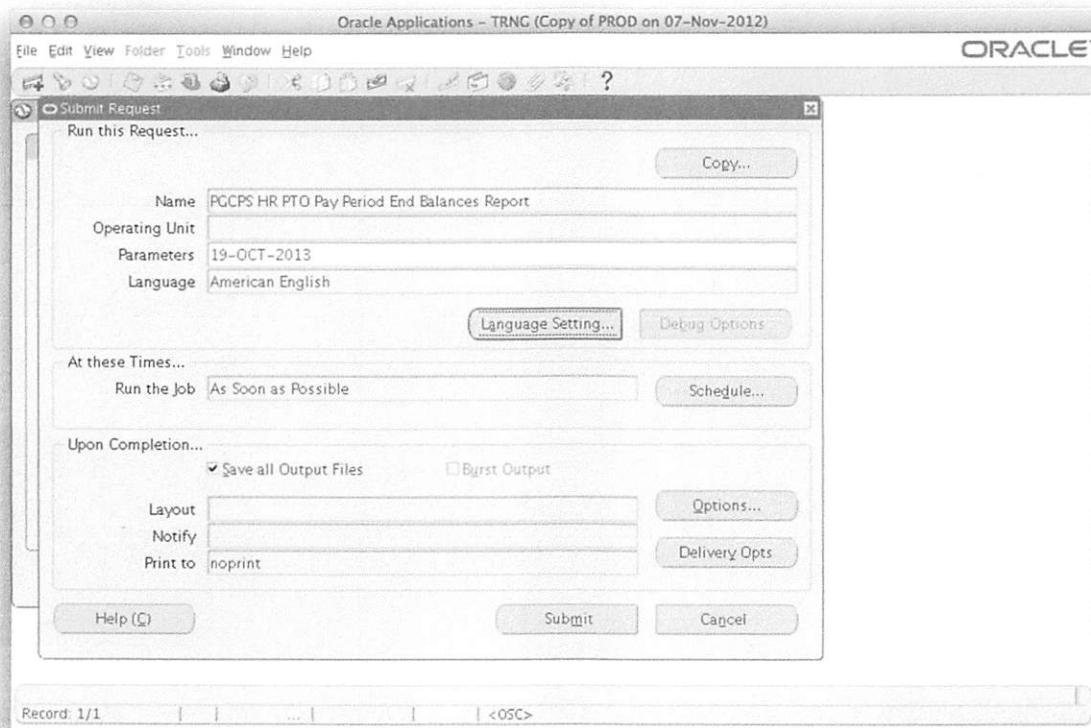 Oracle Applications - TRNG (Copy of PROD on 07-Nov-2012)
File Edit View Folder Tools Window Help
ORACLE
?
Submit Request
Run this Request...
Copy...
Name PGCPS HR PTO Pay Period End Balances Report
Operating Unit
Parameters 19-OCT-2013
Language American English
Language Setting... Debug Options
At these Times...
Run the Job As Soon as Possible Schedule...
Upon Completion...
Save all Output Files Burst Output
Layout Options...
Notify
Delivery Opts
Print to noprint
Help (C) Submit Cancel
Record: 1/1 ... <OSC>